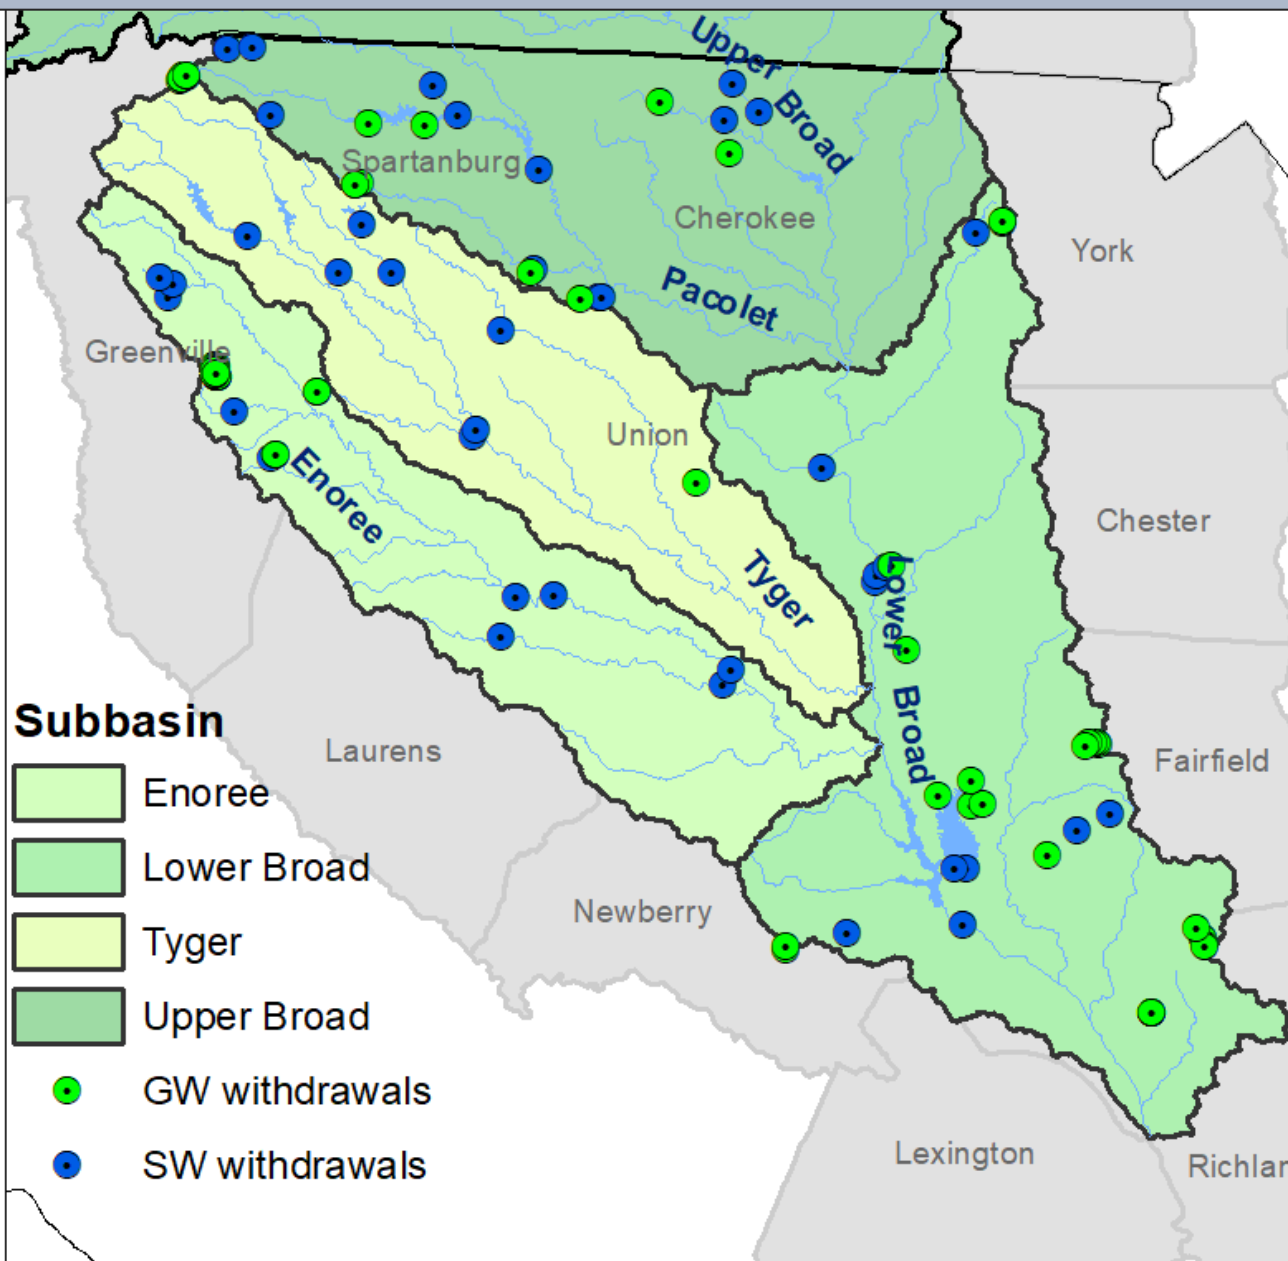 Upper
Broad
Spartanburg
Cherokee
York
Pacolet
Greenville
Union
Enoree
Chester
Tyger
Lower
Broad
Subbasin
Laurens
Fairfield
Enoree
Lower Broad
Newberry
Tyger
Upper Broad
GW withdrawals
Lexington
Richlan
SW withdrawals